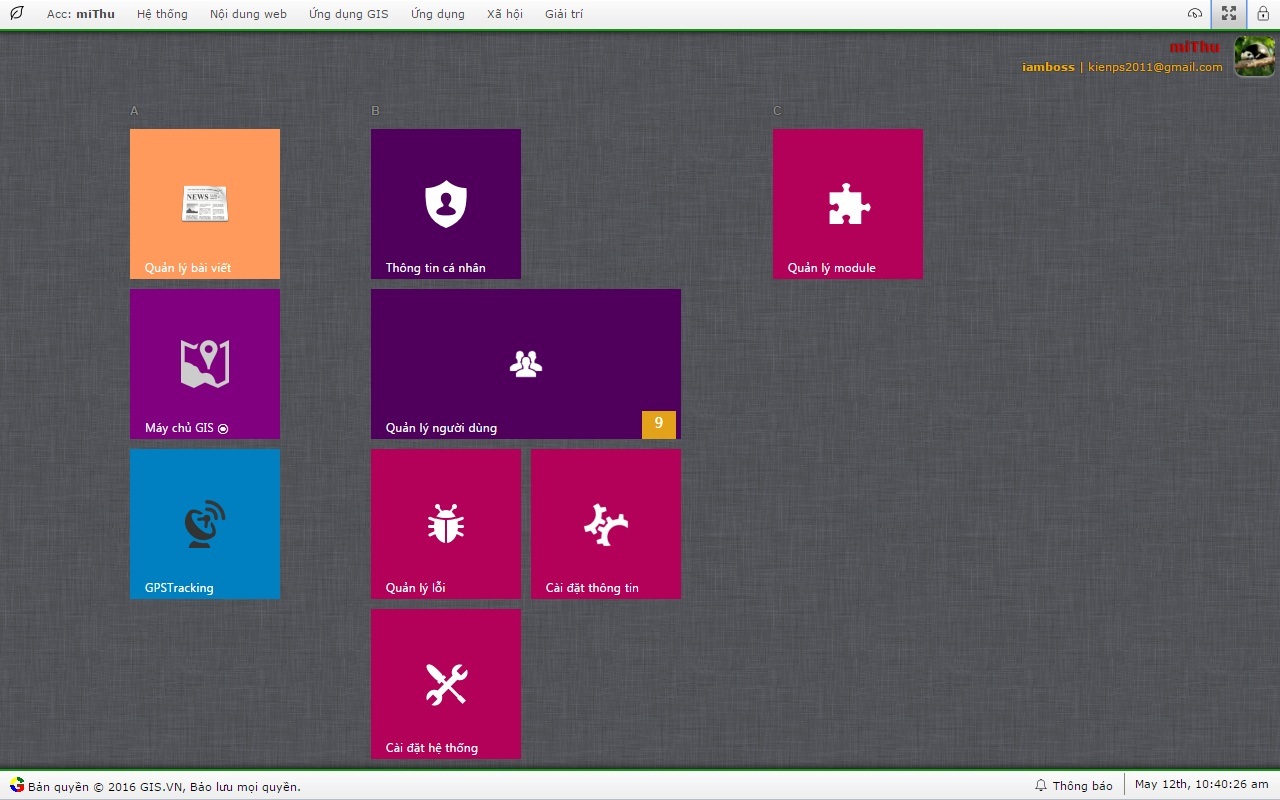 Acc: miThu Hệ thống Nội dung web Ứng dụng GIS Ứng dụng Xã hội Giải trí
miThu
iamboss | kienps2011@gmail.com
A B C
NEWS
Quản lý bài viết Thông tin cá nhân Quản lý module
9
Máy chủ GIS Quản lý người dùng
GPSTracking Quản lý lỗi Cài đặt thông tin
Cài đặt hệ thống
Bản quyền © 2016 GIS.VN, Bảo lưu mọi quyền. Thông báo May 12th, 10:40:26 am